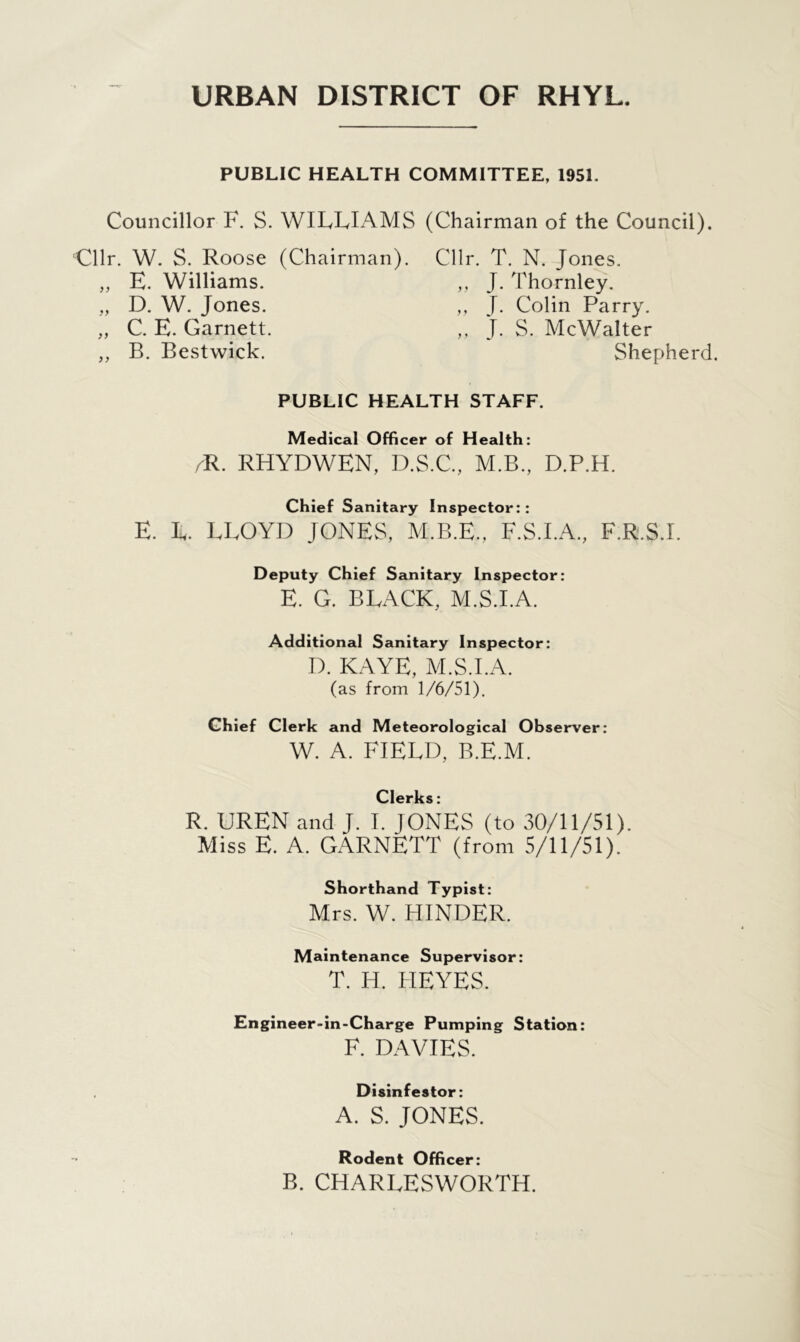 URBAN DISTRICT OF RHYL.
PUBLIC HEALTH COMMITTEE, 1951.
Councillor F. S. WILLIAMS (Chairman of the Council).
Cllr. W. S. Roose (Chairman). Cllr. T. N. Jones.
„ E. Williams. ,, J. Thornley.
„ D. W. Jones. ,, J. Colin Parry.
„ C. E. Garnett. ,, J. S. McWalter
,, B. Bestwick. Shepherd.
PUBLIC HEALTH STAFF.
Medical Officer of Health:
R. RHYDWEN, D.S.C., M.B., D.P.H.
Chief Sanitary Inspector::
E. L. LLOYD JONES, M.B.E., F.S.I.A., F.R.S.I.
Deputy Chief Sanitary Inspector:
E. G. BLACK, M.S.I.A.
Additional Sanitary Inspector:
D. KAYE, M.S.I.A.
(as from 1/6/51).
Chief Clerk and Meteorological Observer:
W. A. FIELD, B.E.M.
Clerks:
R. UREN and J. I. JONES (to 30/11/51).
Miss E. A. GARNETT (from 5/11/51).
Shorthand Typist:
Mrs. W. HINDER.
Maintenance Supervisor:
T. H. HEYES.
Engineer-in-Charge Pumping Station:
F. DAVIES.
Disinfestor:
A. S. JONES.
Rodent Officer:
B. CHARLESWORTH.